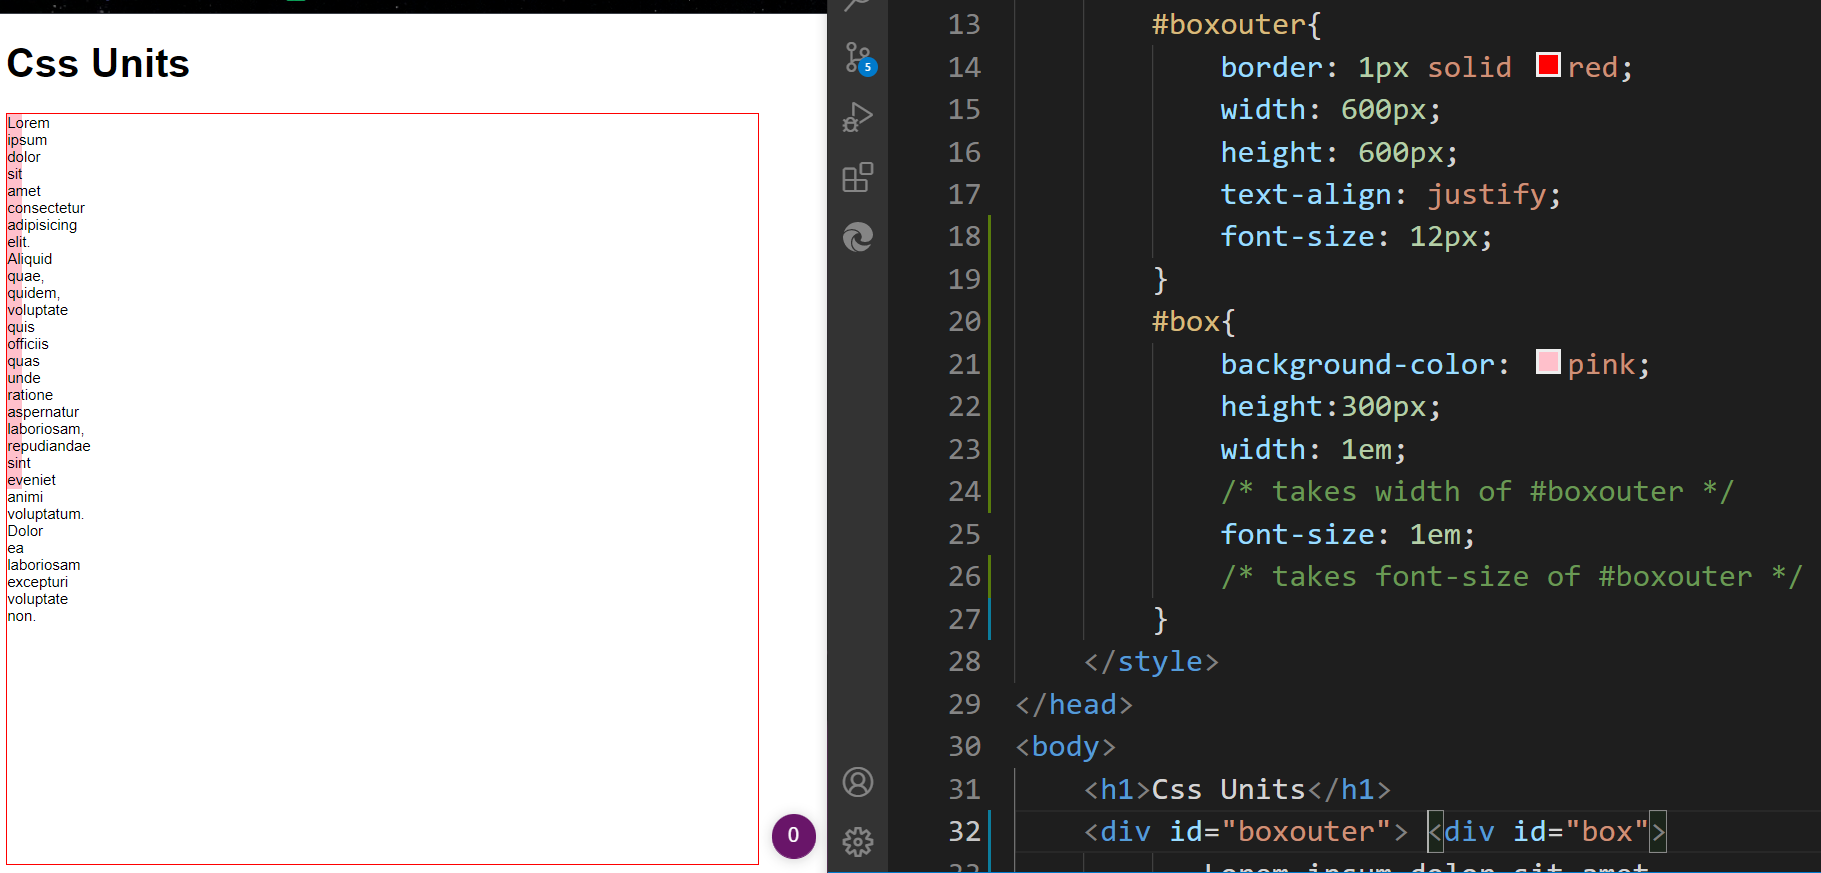 Css Units
Lorem
ipsum
dolor
sit
amet
consectetur
adipisicing
elit.
Aliquid
quae,
quidem,
voluptate
quis
officiis
quas
unde
ratione
aspernatur
laboriosam,
repudiandae
sint
eveniet
animi
voluptatum.
Dolor
ea
laboriosam
excepturi
voluptate
non.
0
5
13 #boxouter{
14 border: 1px solid red;
15 width: 600px;
16 height: 600px;
17 text-align: justify;
18 font-size: 12px;
19 }
20 #box{
21 background-color: pink;
22 height:300px;
23 width: 1em;
24 /* takes width of #boxouter */
25 font-size: 1em;
26 /* takes font-size of #boxouter */
27 }
28 </style>
29 </head>
30 <body>
31 <h1>Css Units</h1>
32 <div id="boxouter"> <div id="box">
33 Lorem ipsum dolor sit amet